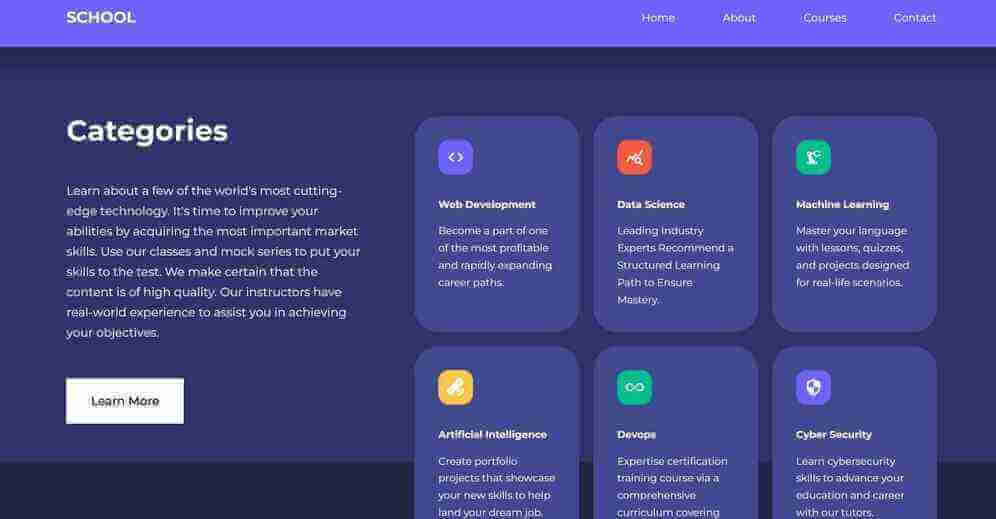 SCHOOL
Home
About
Courses
Contact
Categories
Learn about a few of the world's most cutting-
edge technology. It's time to improve your
abilities by acquiring the most important market
skills. Use our classes and mock series to put your
skills to the test. We make certain that the
content is of high quality. Our instructors have
real-world experience to assist you in achieving
your objectives.
Learn More
Web Development
Become a part of one
of the most profitable
and rapidly expanding
career paths.
Data Science
Leading Industry
Experts Recommend a
Structured Learning
Path to Ensure
Mastery.
Machine Learning
Master your language
with lessons, quizzes,
and projects designed
for real-life scenarios.
Artificial Intelligence
Create portfolio
projects that showcase
your new skills to help
land your dream job.
Devops
Expertise certification
training course via a
comprehensive
curriculum covering
Cyber Security
Learn cybersecurity
skills to advance your
education and career
with our tutors.